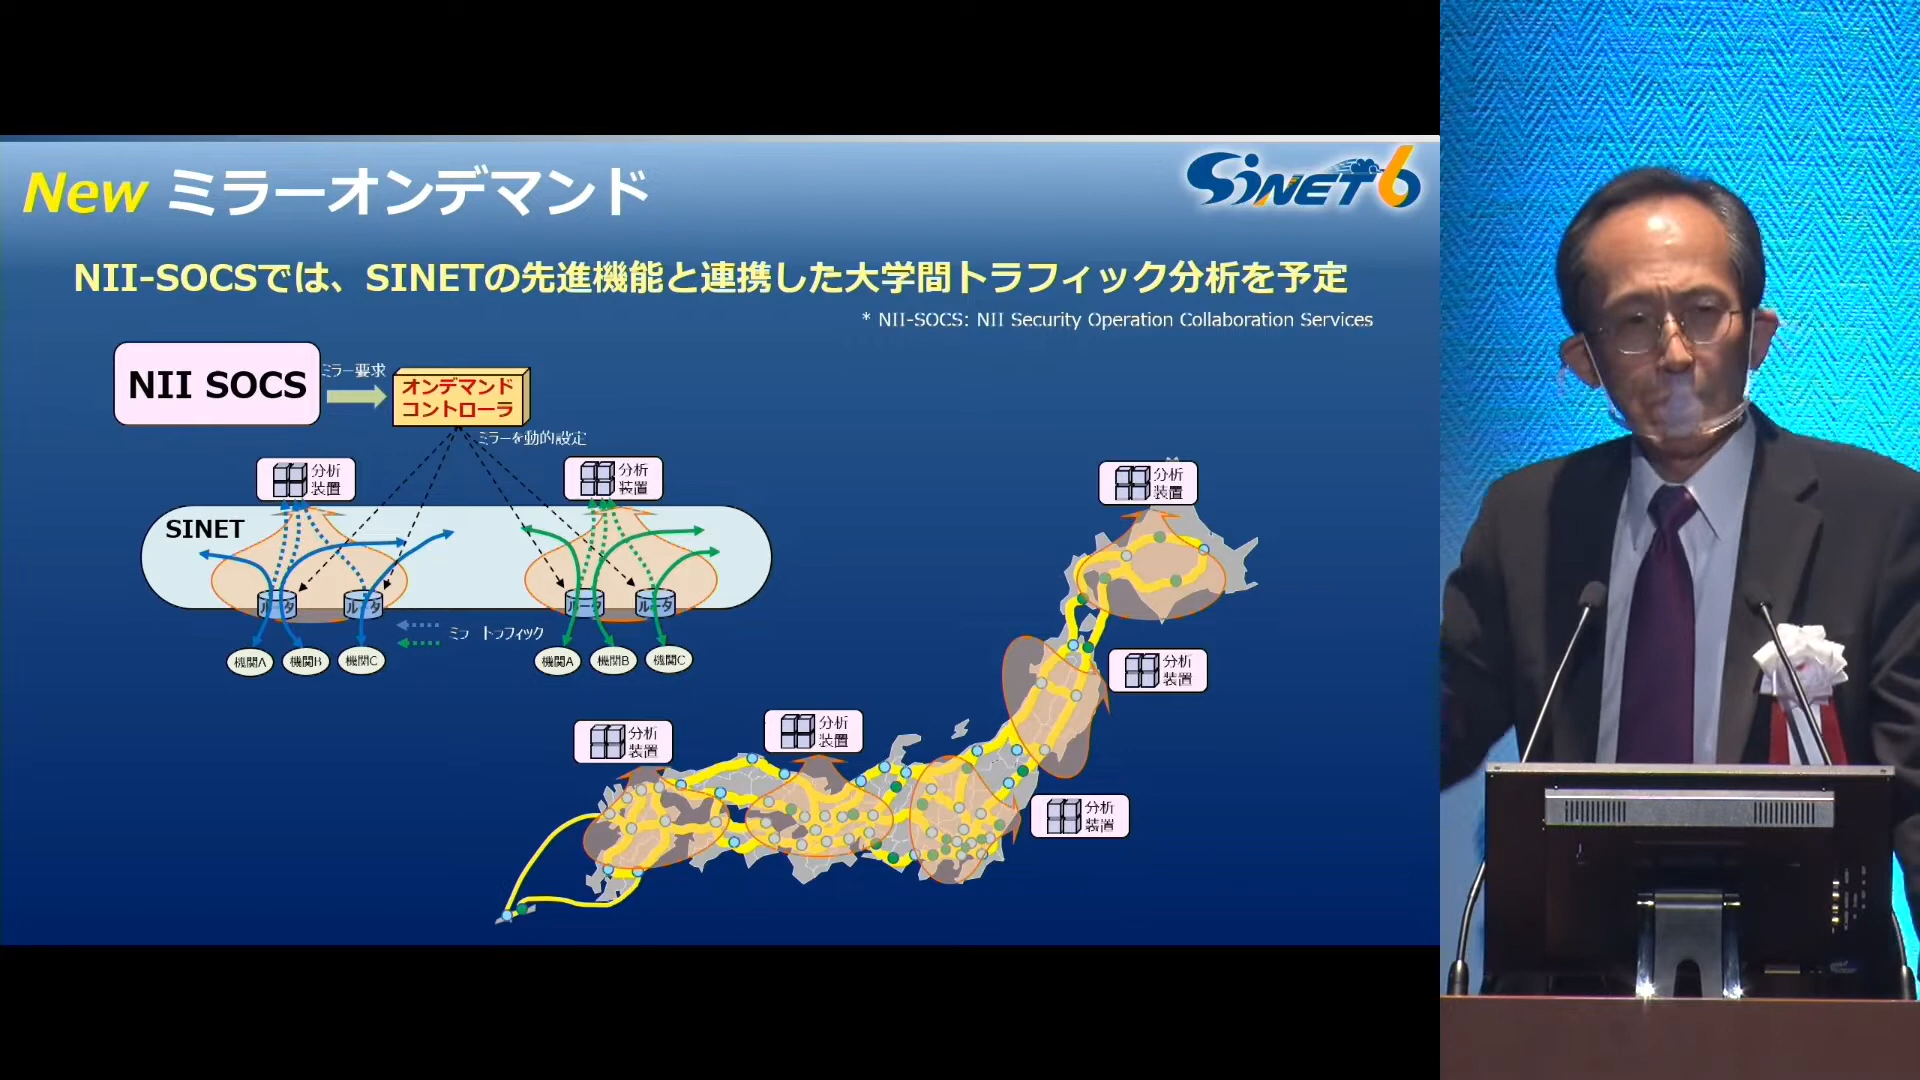 New ミラーオンデマンド
SINET6
NII-SOCSでは、SINETの先進機能と連携した大学間トラフィック分析を予定
* NII-SOCS: NII Security Operation Collaboration Services
NII SOCS
ミラー要求
オンデマンド
コントローラ
ミラーを動的設定
分析
装置
分析
装置
分析
装置
SINET
ルータ
ルータ
ルータ
ルータ
ミラートラフィック
機関A
機関B
機関C
機関A
機関B
機関C
分析
装置
分析
装置
分析
装置
分析
装置